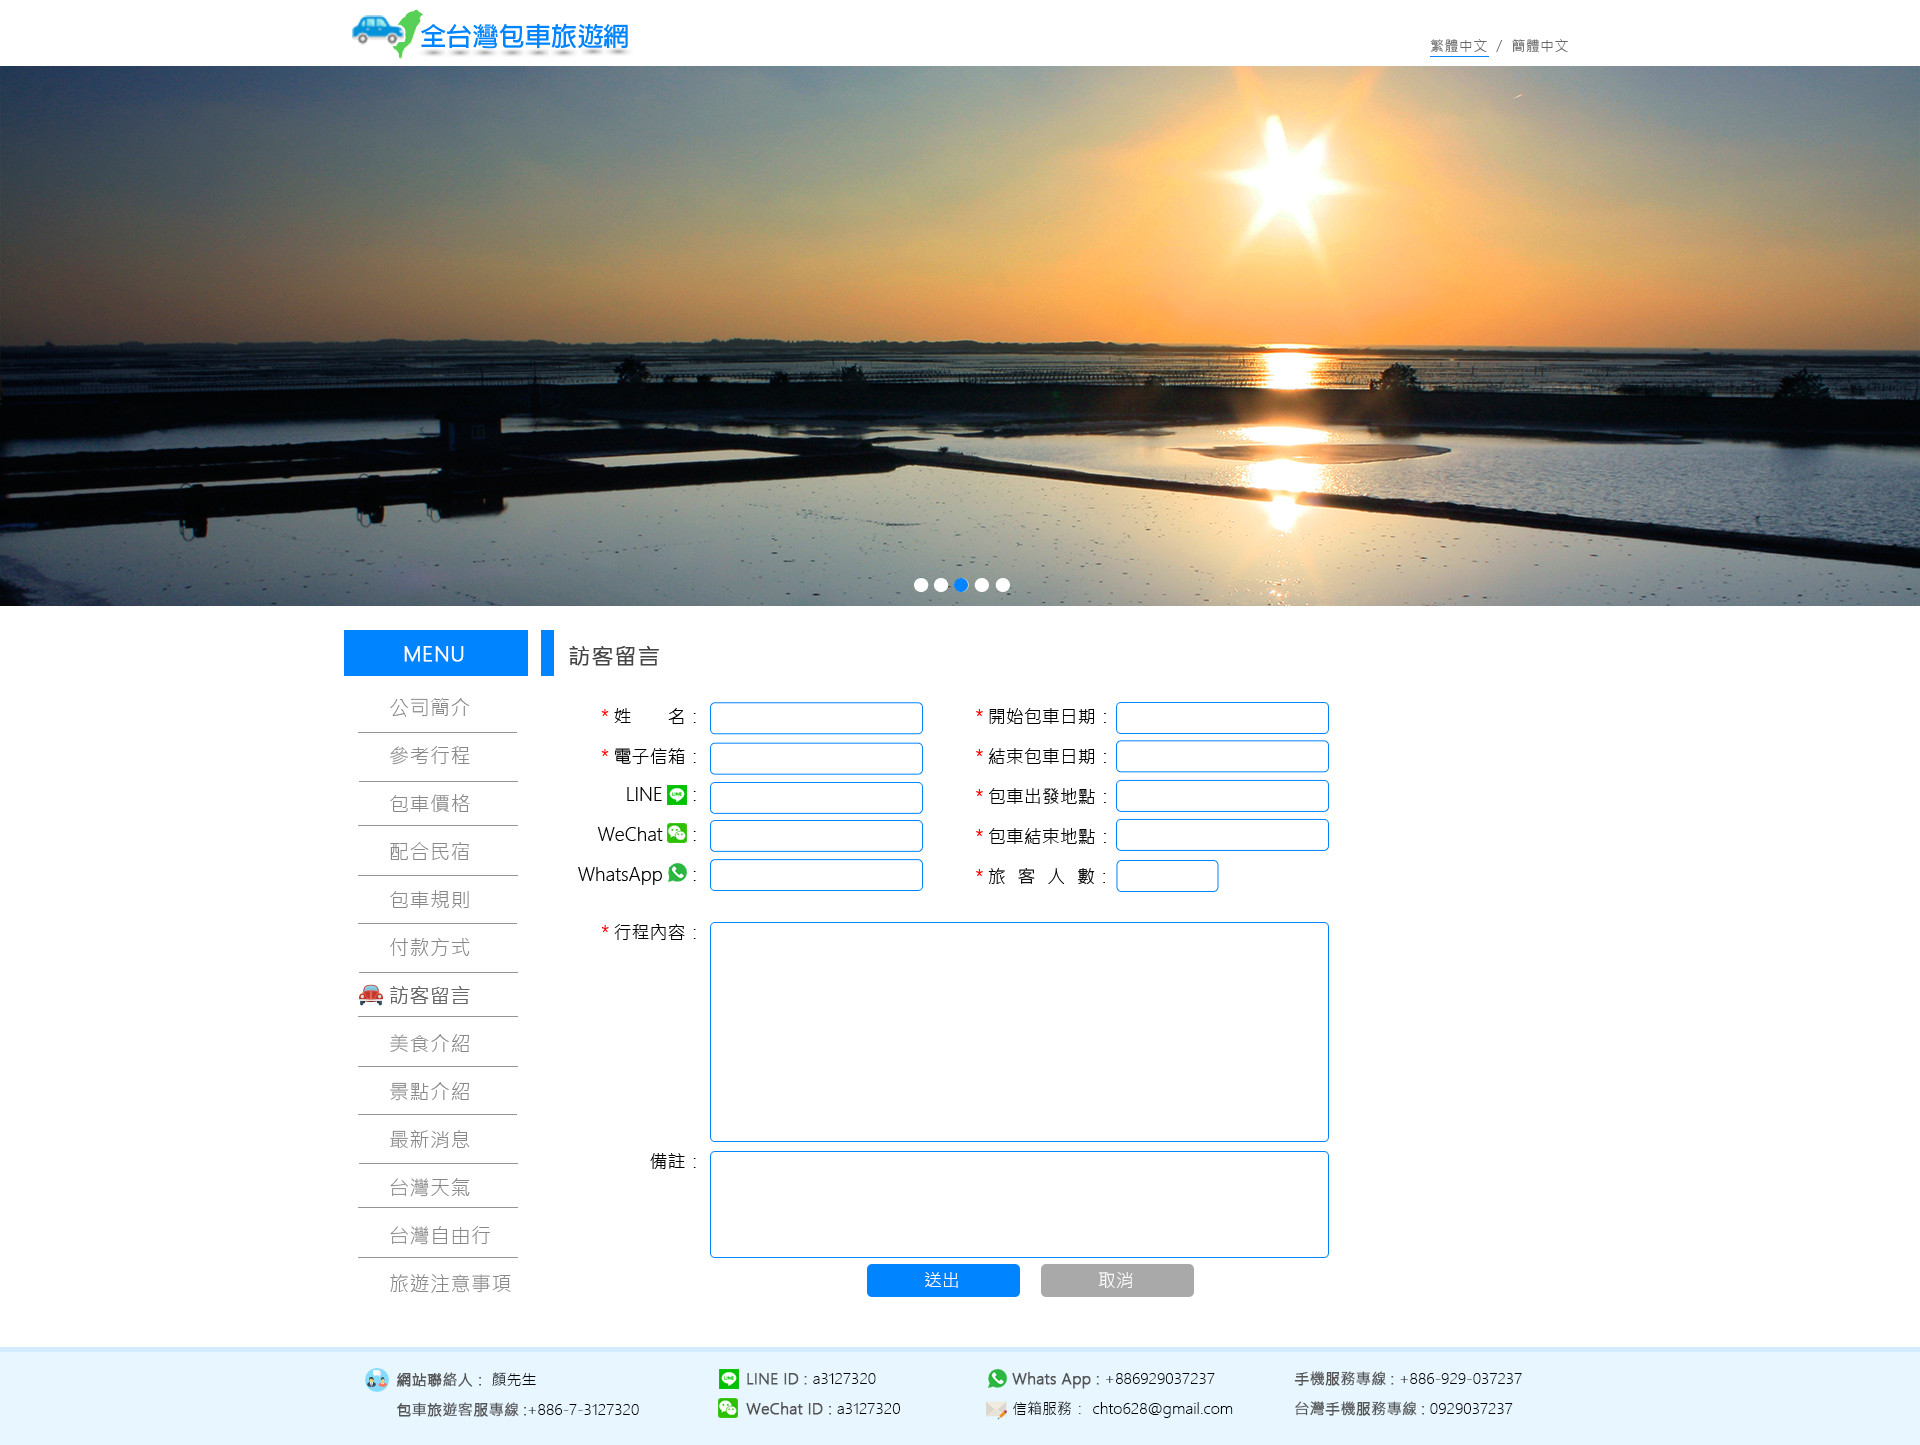 全台灣包車旅遊網
繁體中文 / 簡體中文
MENU
訪客留言
公司簡介
參考行程
包車價格
配合民宿
包車規則
付款方式
訪客留言
美食介紹
景點介紹
最新消息
台灣天氣
台灣自由行
旅遊注意事項
* 姓 名：
* 開始包車日期：
* 電子信箱：
* 結束包車日期：
LINE LINE :
* 包車出發地點：
WeChat :
* 包車結束地點：
WhatsApp :
* 旅 客 人 數：
* 行程內容：
備註：
送出
取消
網站聯絡人： 顏先生
包車旅遊客服專線 :+886-7-3127320
LINE LINE ID : a3127320
WeChat ID : a3127320
Whats App : +886929037237
信箱服務： chto628@gmail.com
手機服務專線 : +886-929-037237
台灣手機服務專線 : 0929037237